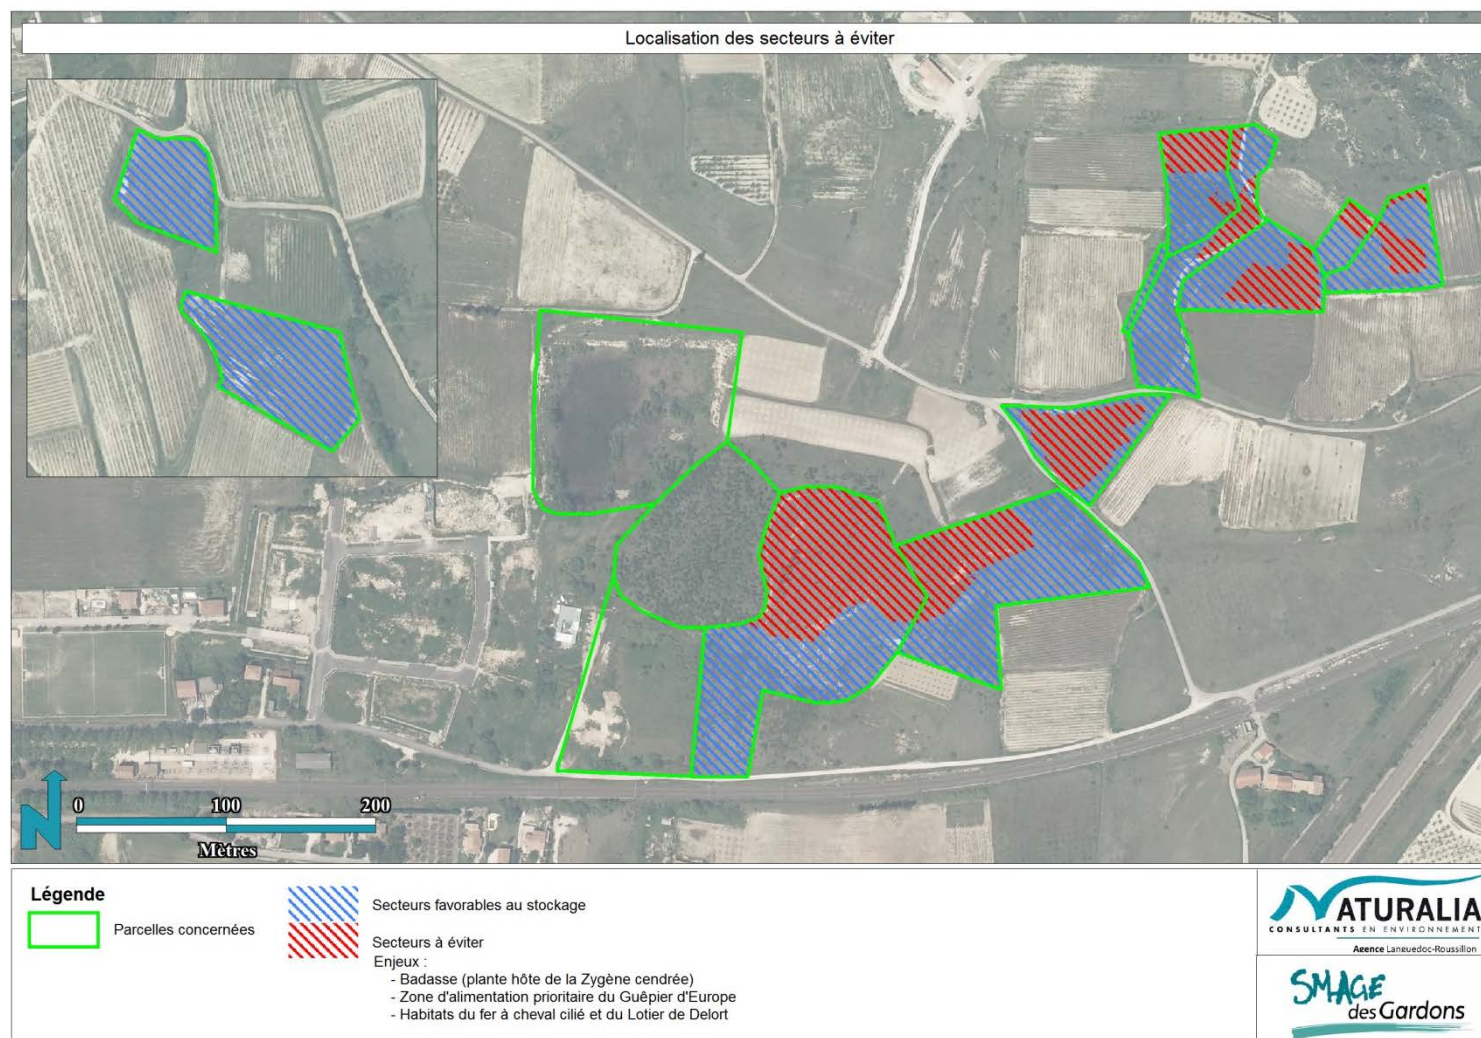 Localisation des secteurs à éviter
N
0 100 200
Mètres
Légende
Parcelles concernées
Secteurs favorables au stockage
Secteurs à éviter
Enjeux :
- Badasse (plante hôte de la Zygène cendrée)
- Zone d'alimentation prioritaire du Guêpier d'Europe
- Habitats du fer à cheval cilié et du Lotier de Delort
NATURALIA
CONSULTANTS EN ENVIRONNEMENT
Agence Languedoc-Roussillon
SMAGE
des Gardons